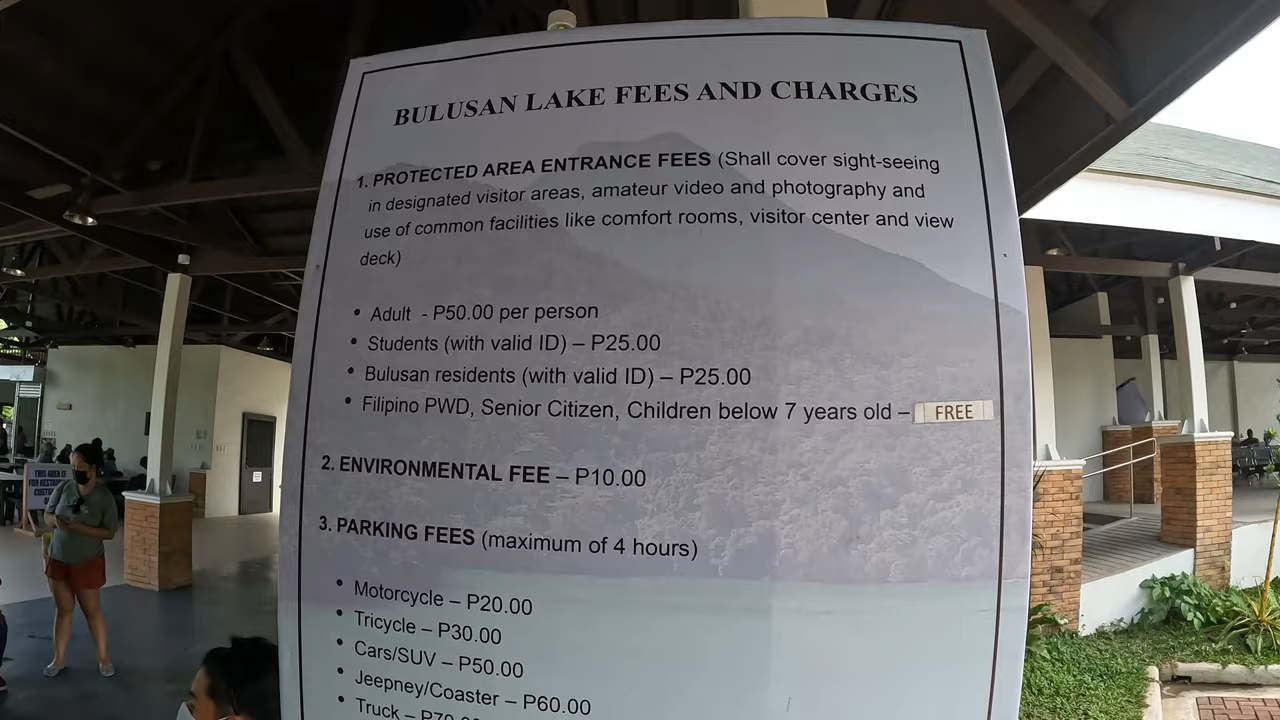 BULUSAN LAKE FEES AND CHARGES
1. PROTECTED AREA ENTRANCE FEES (Shall cover sight-seeing
in designated visitor areas, amateur video and photography and
use of common facilities like comfort rooms, visitor center and view
deck)
• Adult - P50.00 per person
• Students (with valid ID) – P25.00
• Bulusan residents (with valid ID) – P25.00
• Filipino PWD, Senior Citizen, Children below 7 years old – FREE
2. ENVIRONMENTAL FEE – P10.00
3. PARKING FEES (maximum of 4 hours)
• Motorcycle – P20.00
• Tricycle – P30.00
• Cars/SUV – P50.00
• Jeepney/Coaster – P60.00
• Truck – P70.00
THIS AREA IS